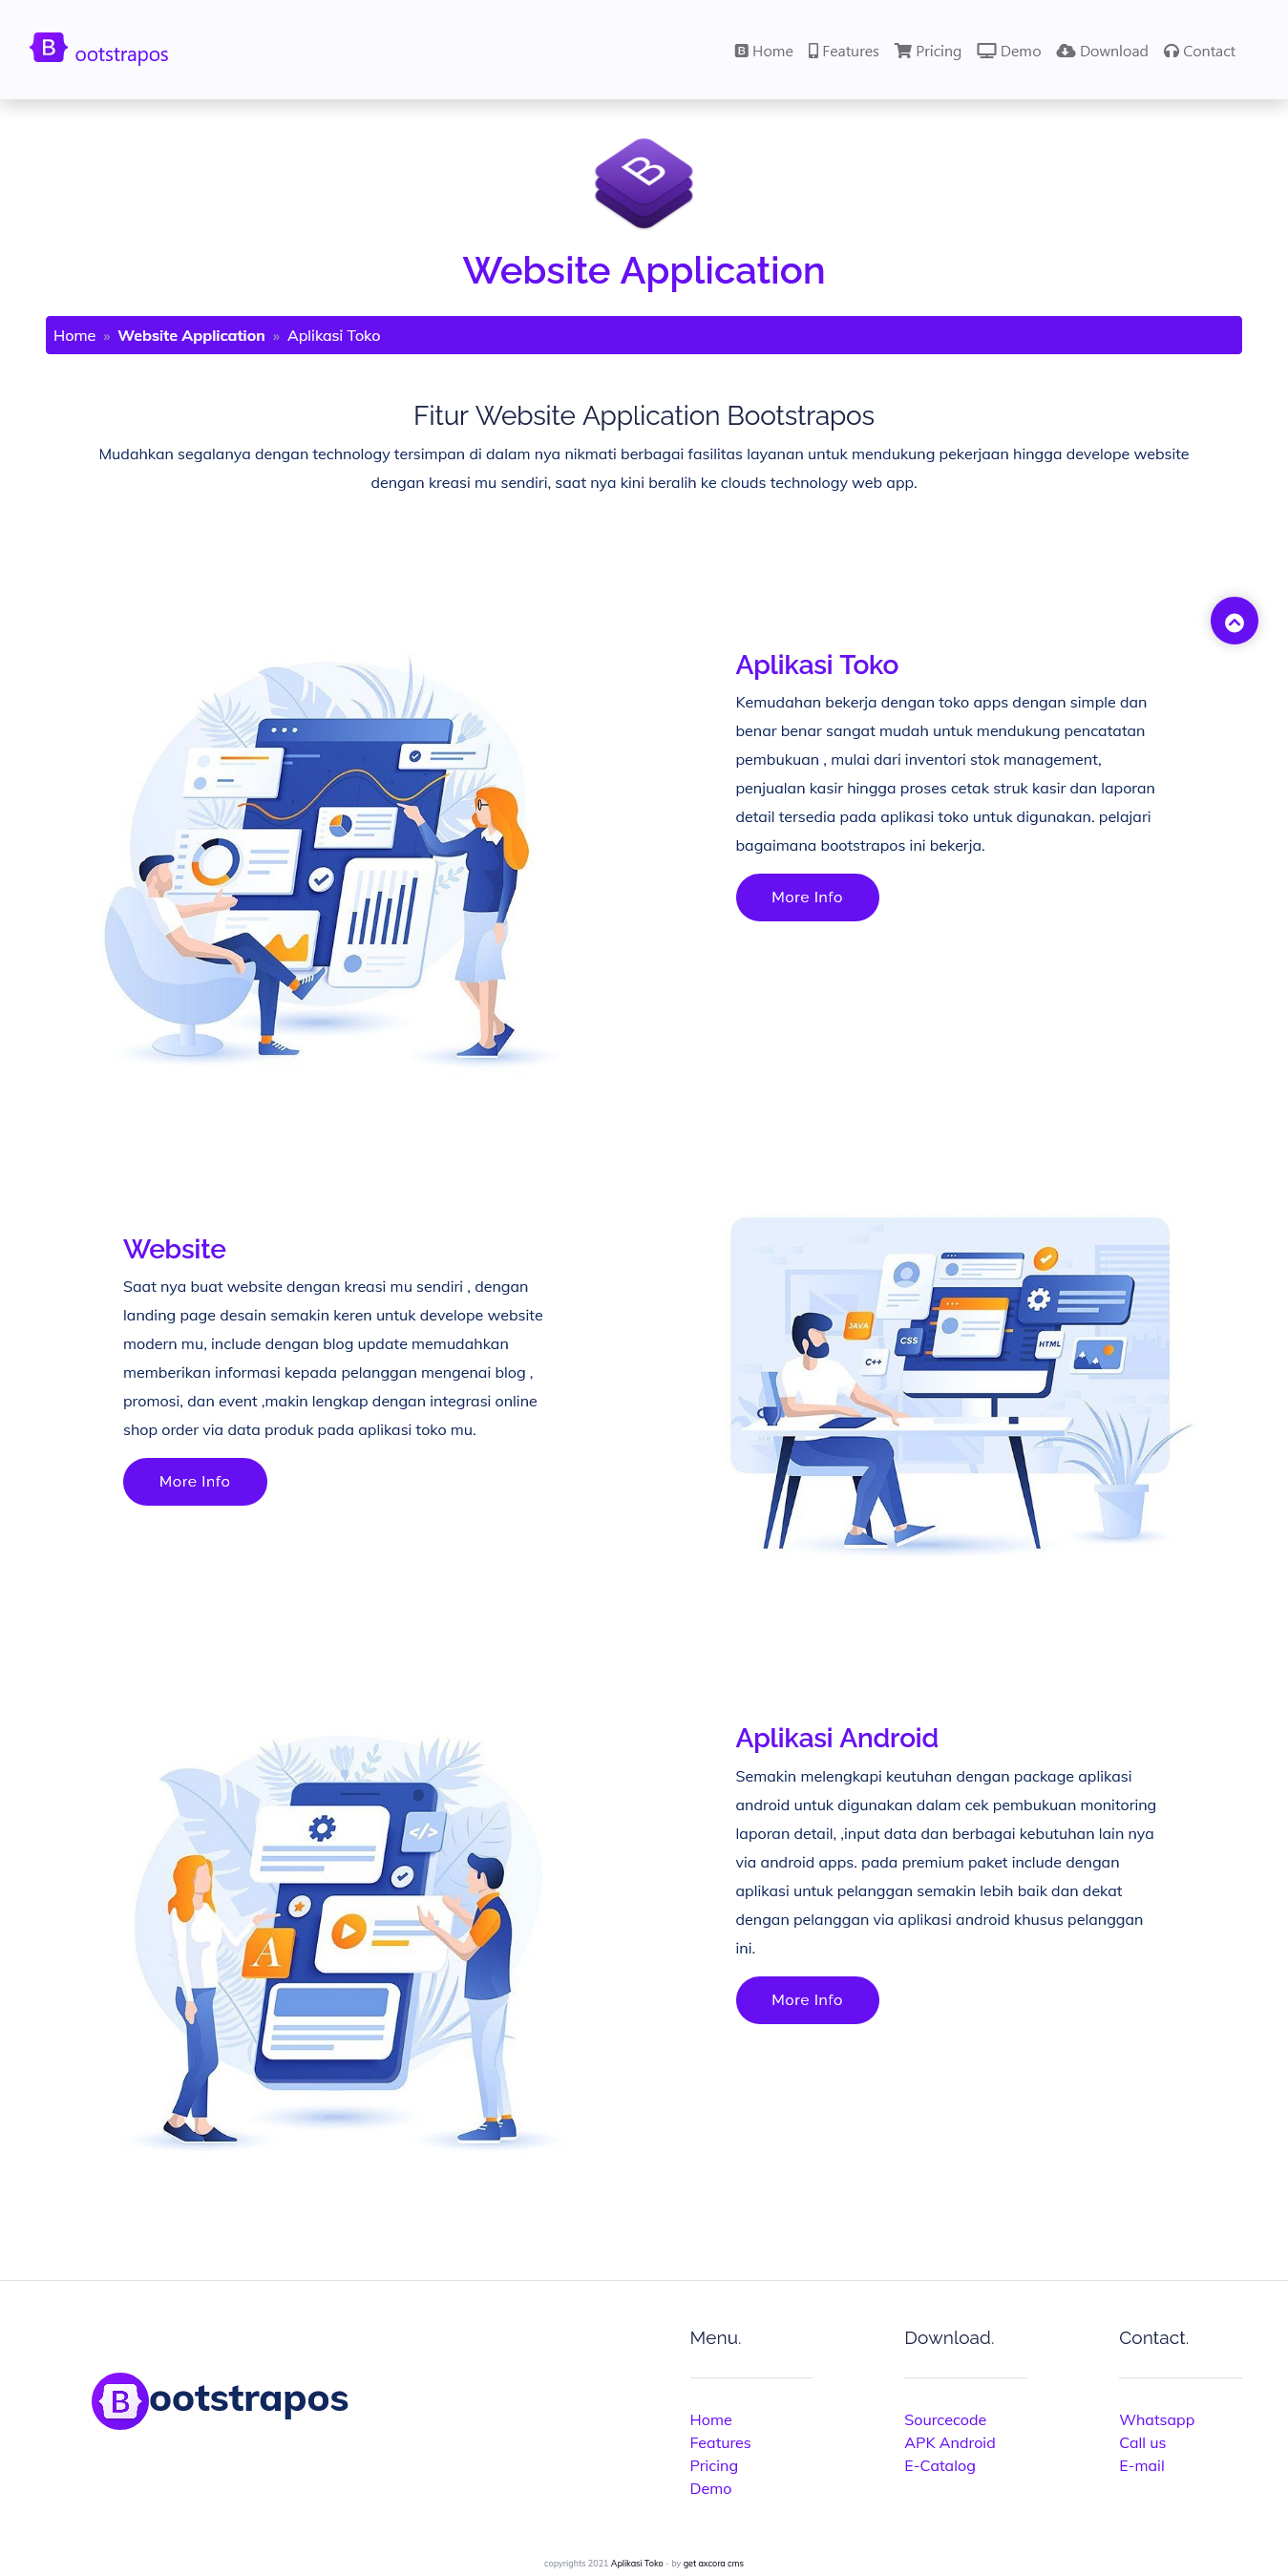 B ootstrapos
Home Features Pricing Demo Download Contact
B
Website Application
Home » Website Application » Aplikasi Toko
Fitur Website Application Bootstrapos
Mudahkan segalanya dengan technology tersimpan di dalam nya nikmati berbagai fasilitas layanan untuk mendukung pekerjaan hingga develope website
dengan kreasi mu sendiri, saat nya kini beralih ke clouds technology web app.
Aplikasi Toko
Kemudahan bekerja dengan toko apps dengan simple dan
benar benar sangat mudah untuk mendukung pencatatan
pembukuan , mulai dari inventori stok management,
penjualan kasir hingga proses cetak struk kasir dan laporan
detail tersedia pada aplikasi toko untuk digunakan. pelajari
bagaimana bootstrapos ini bekerja.
More Info
Website
Saat nya buat website dengan kreasi mu sendiri , dengan
landing page desain semakin keren untuk develope website
modern mu, include dengan blog update memudahkan
memberikan informasi kepada pelanggan mengenai blog ,
promosi, dan event ,makin lengkap dengan integrasi online
shop order via data produk pada aplikasi toko mu.
More Info
JAVA
CSS
HTML
C++
Aplikasi Android
Semakin melengkapi keutuhan dengan package aplikasi
android untuk digunakan dalam cek pembukuan monitoring
laporan detail, ,input data dan berbagai kebutuhan lain nya
via android apps. pada premium paket include dengan
aplikasi untuk pelanggan semakin lebih baik dan dekat
dengan pelanggan via aplikasi android khusus pelanggan
ini.
More Info
</>
A
B ootstrapos
Menu.
Home
Features
Pricing
Demo
Download.
Sourcecode
APK Android
E-Catalog
Contact.
Whatsapp
Call us
E-mail
copyrights 2021 Aplikasi Toko - by get axcora cms